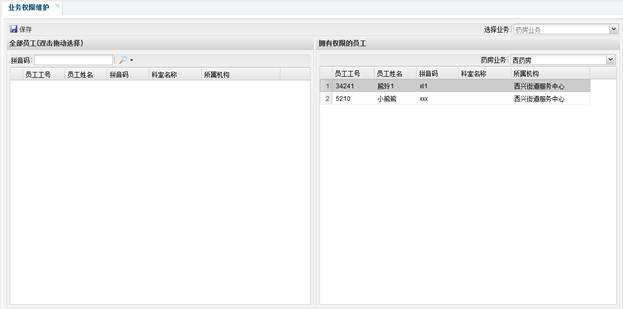 业务权限维护
保存
选择业务: 药房业务
全部员工(双击拖动选择)
拼音码:
员工工号 员工姓名 拼音码 科室名称 所属机构
拥有权限的员工
药房业务: 西药房
员工工号 员工姓名 拼音码 科室名称 所属机构
1 34241 xl1 西兴街道服务中心
2 5210 小熊熊 xxx 西兴街道服务中心